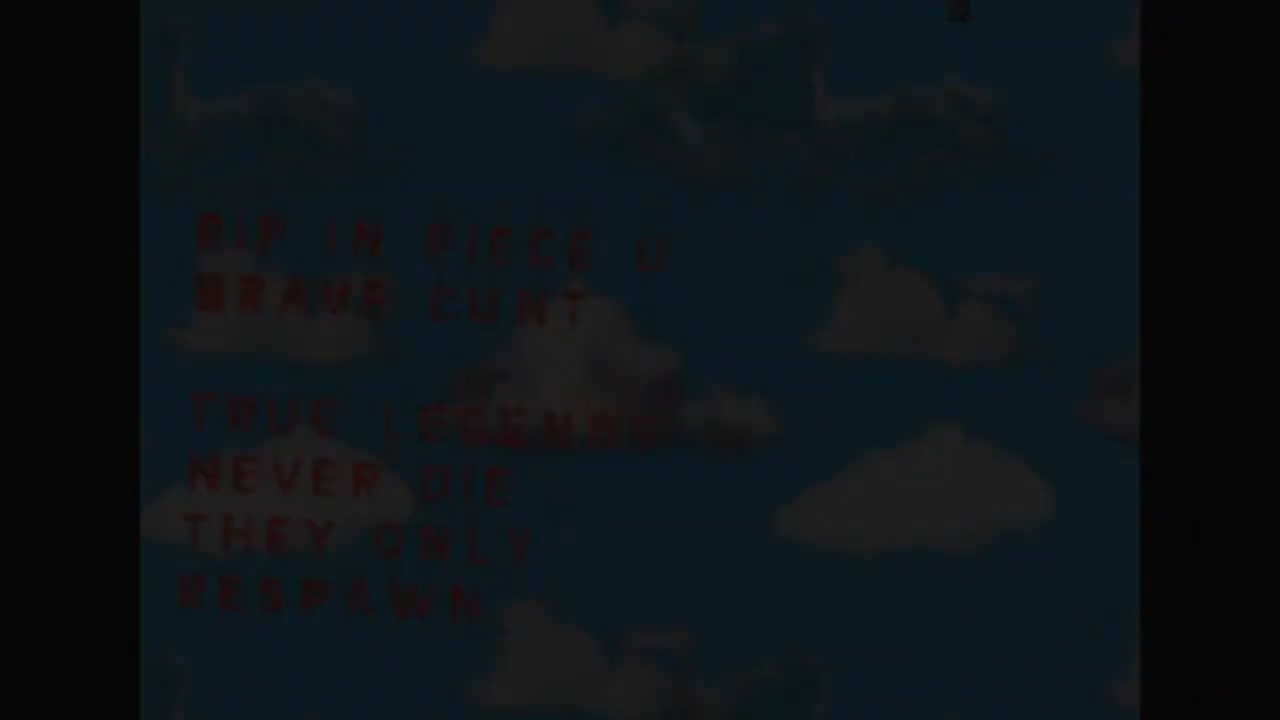 RIP IN PIECE U
BRAVE CUNT
TRUE LEGENDS
NEVER DIE
THEY ONLY
RESPAWN